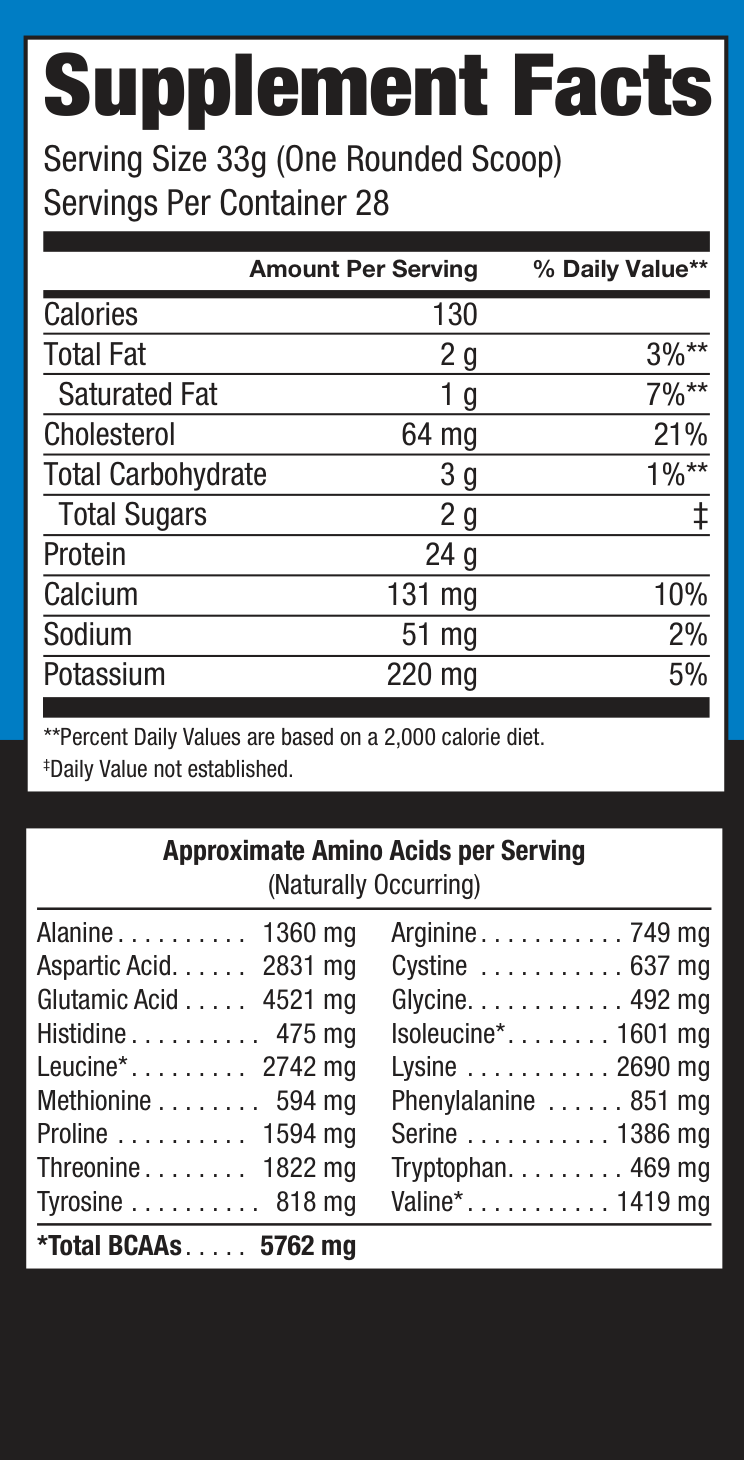 Supplement Facts
Serving Size 33g (One Rounded Scoop)
Servings Per Container 28
Amount Per Serving % Daily Value**
Calories 130
Total Fat 2 g 3%**
Saturated Fat 1 g 7%**
Cholesterol 64 mg 21%
Total Carbohydrate 3 g 1%**
Total Sugars 2 g ‡
Protein 24 g
Calcium 131 mg 10%
Sodium 51 mg 2%
Potassium 220 mg 5%
**Percent Daily Values are based on a 2,000 calorie diet.
‡Daily Value not established.
Approximate Amino Acids per Serving
(Naturally Occurring)
Alanine . . . . . . . . . . 1360 mg Arginine . . . . . . . . . . . 749 mg
Aspartic Acid. . . . . . 2831 mg Cystine . . . . . . . . . . . 637 mg
Glutamic Acid . . . . . 4521 mg Glycine. . . . . . . . . . . . 492 mg
Histidine . . . . . . . . . . 475 mg Isoleucine*. . . . . . . . 1601 mg
Leucine* . . . . . . . . . 2742 mg Lysine . . . . . . . . . . . 2690 mg
Methionine . . . . . . . . 594 mg Phenylalanine . . . . . . 851 mg
Proline . . . . . . . . . . 1594 mg Serine . . . . . . . . . . . 1386 mg
Threonine . . . . . . . . 1822 mg Tryptophan. . . . . . . . . 469 mg
Tyrosine . . . . . . . . . . 818 mg Valine* . . . . . . . . . . . 1419 mg
*Total BCAAs . . . . . 5762 mg